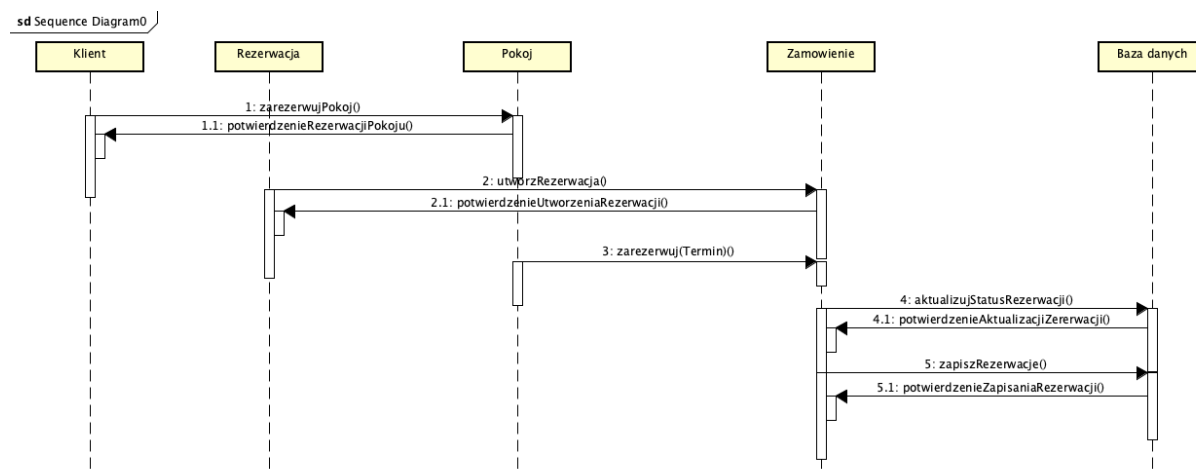 sd Sequence Diagram0
Klient
Rezerwacja
Pokoj
Zamowienie
Baza danych
1: zarezerwujPokoj()
1.1: potwierdzenieRezerwacjiPokoju()
2: utworzRezerwacja()
2.1: potwierdzenieUtworzeniaRezerwacji()
3: zarezerwuj(Termin)()
4: aktualizujStatusRezerwacji()
4.1: potwierdzenieAktualizacjiZererwacji()
5: zapiszRezerwacje()
5.1: potwierdzenieZapisaniaRezerwacji()